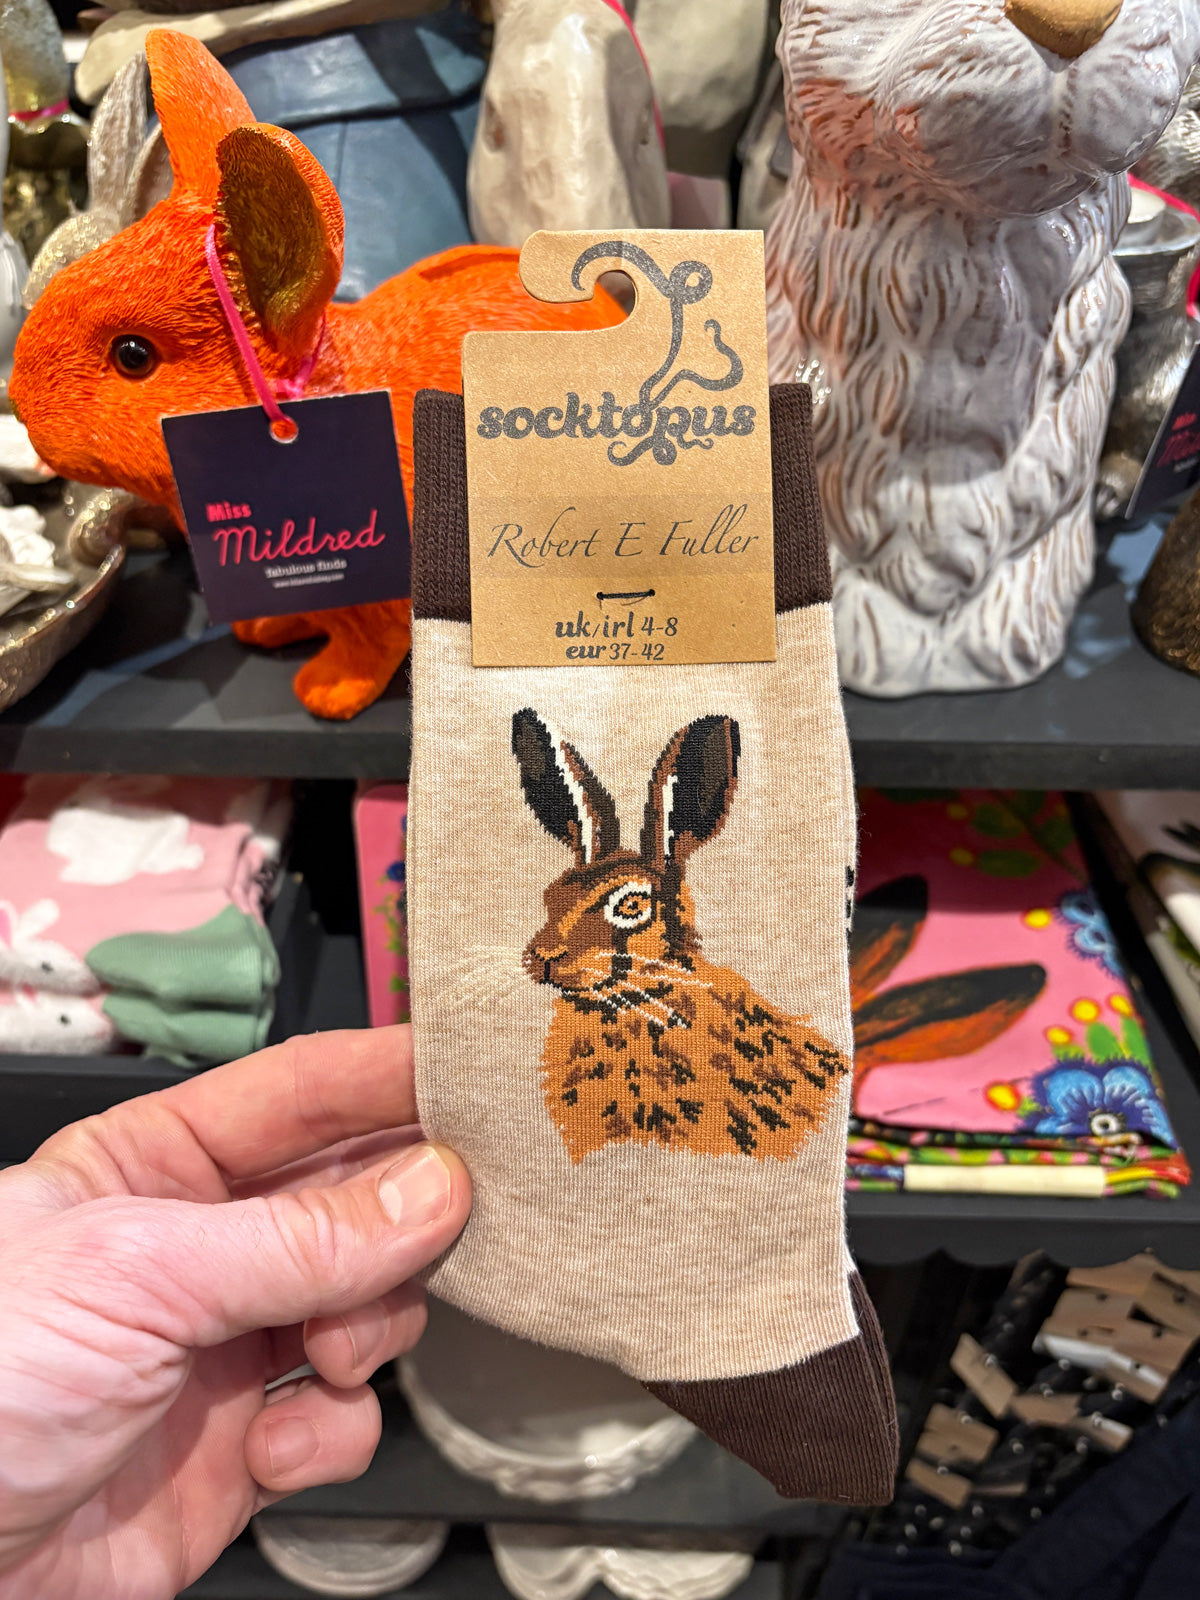 socktopus
Robert E Fuller
uk/irl 4-8
eur 37-42
Miss
Mildred
fabulous finds